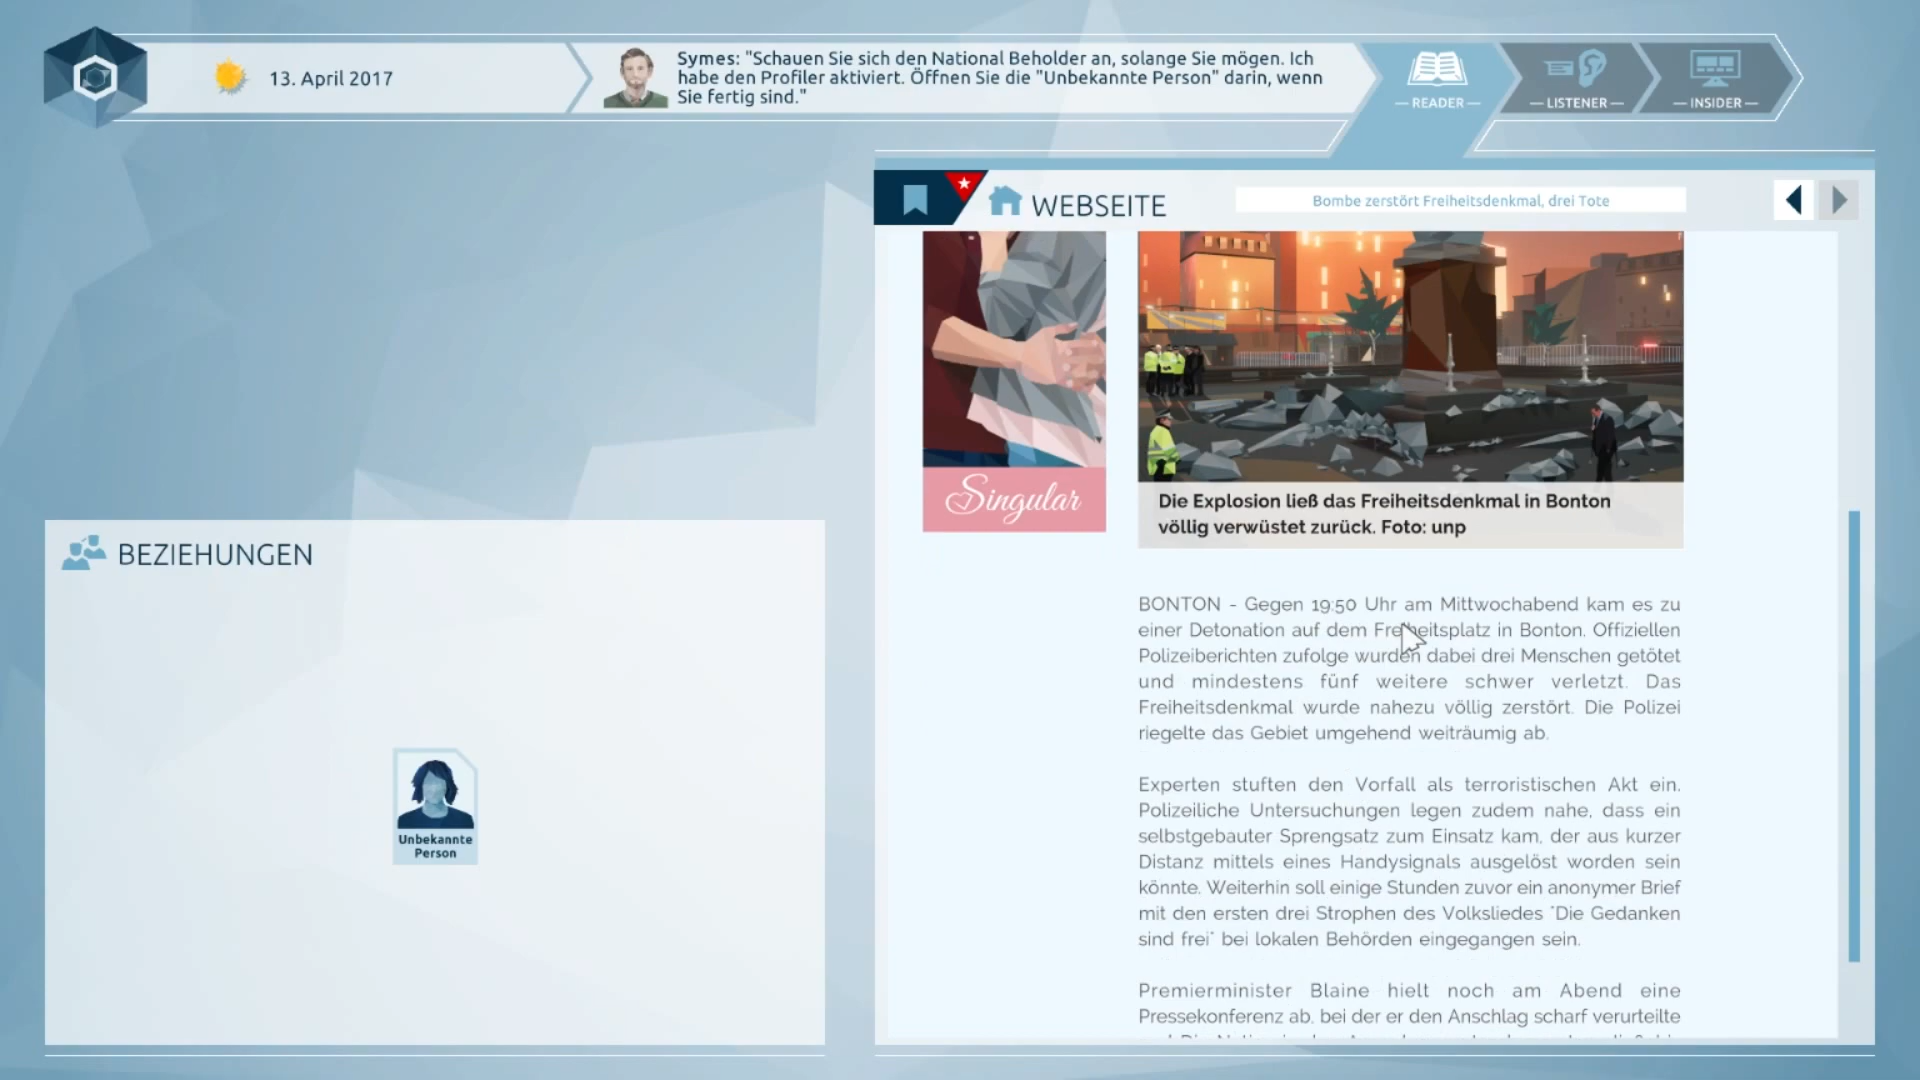 13. April 2017
Symes: "Schauen Sie sich den National Beholder an, solange Sie mögen. Ich
habe den Profiler aktiviert. Öffnen Sie die "Unbekannte Person" darin, wenn
Sie fertig sind."
READER
LISTENER
INSIDER
WEBSEITE
Bombe zerstört Freiheitsdenkmal, drei Tote
Singular
Die Explosion ließ das Freiheitsdenkmal in Bonton
völlig verwüstet zurück. Foto: unp
BEZIEHUNGEN
Unbekannte
Person
BONTON - Gegen 19:50 Uhr am Mittwochabend kam es zu
einer Detonation auf dem Freiheitsplatz in Bonton. Offiziellen
Polizeiberichten zufolge wurden dabei drei Menschen getötet
und mindestens fünf weitere schwer verletzt. Das
Freiheitsdenkmal wurde nahezu völlig zerstört. Die Polizei
riegelte das Gebiet umgehend weiträumig ab.
Experten stuften den Vorfall als terroristischen Akt ein.
Polizeiliche Untersuchungen legen zudem nahe, dass ein
selbstgebauter Sprengsatz zum Einsatz kam, der aus kurzer
Distanz mittels eines Handysignals ausgelöst worden sein
könnte. Weiterhin soll einige Stunden zuvor ein anonymer Brief
mit den ersten drei Strophen des Volksliedes "Die Gedanken
sind frei" bei lokalen Behörden eingegangen sein.
Premierminister Blaine hielt noch am Abend eine
Pressekonferenz ab, bei der er den Anschlag scharf verurteilte